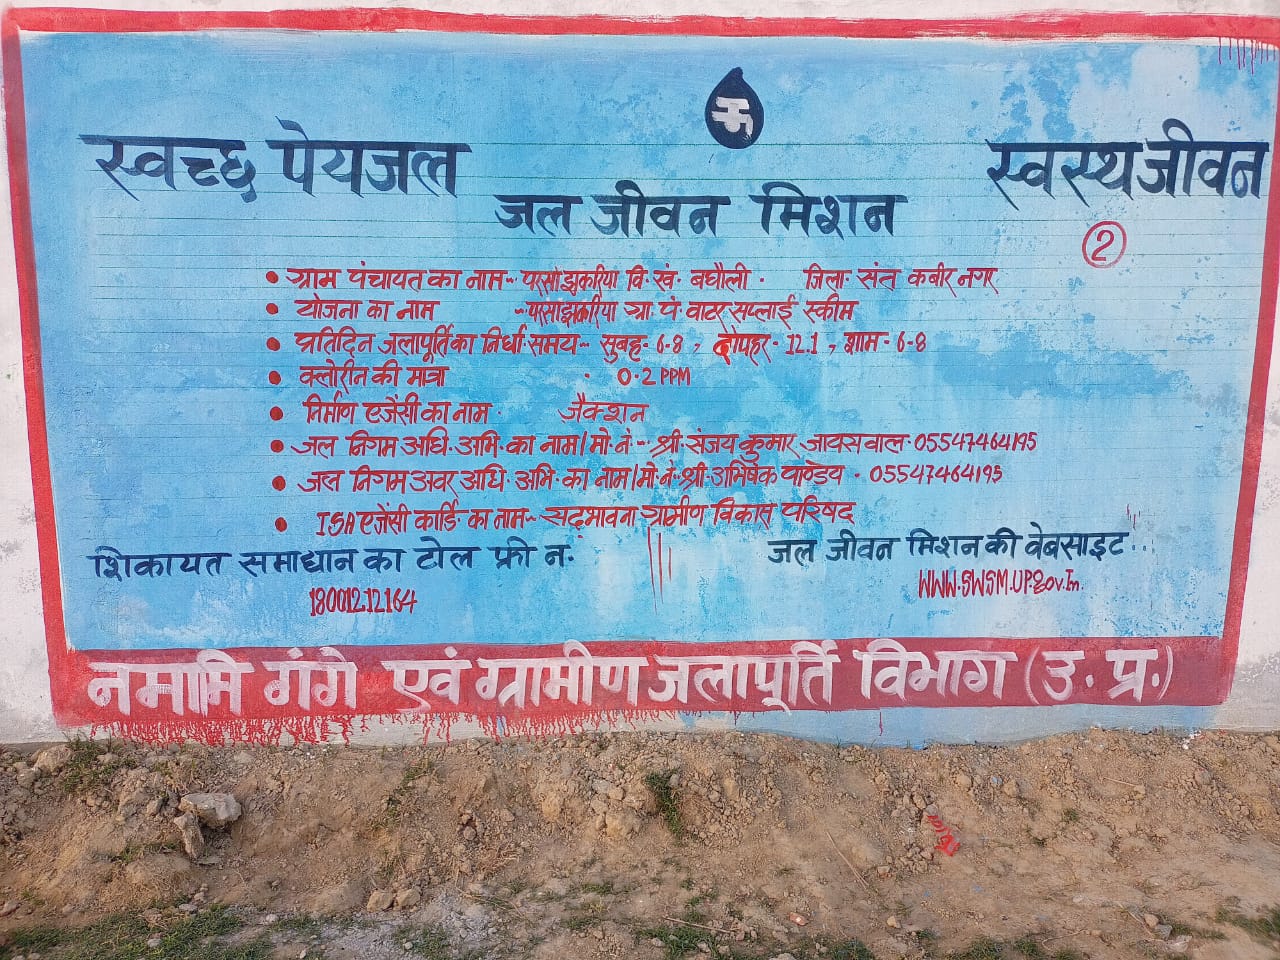 स्वच्छ पेयजल
स्वस्थ जीवन
जल जीवन मिशन
2
• ग्राम पंचायत का नाम-- परसा झकरिया वि. खं. बघौली . जिला- संत कबीर नगर
• योजना का नाम --परसा झकरिया ग्रा. पं. वाटर सप्लाई स्कीम
• प्रतिदिन जलापूर्ति का निर्धा. समय-- सुबह- 6-8 , दोपहर - 12.1 , शाम - 6-8
• क्लोरीन की मात्रा . 0.2 PPM
• निर्माण एजेंसी का नाम . जैक्शन
• जल निगम अधि. अभि. का नाम/मो. नं-- श्री संजय कुमार जायसवाल- 05547464195
• जल निगम अवर अधि. अभि. का नाम/मो. नं- श्री अभिषेक पाण्डेय . 05547464195
• ISA एजेंसी कार्डि. का नाम-- सद्भावना ग्रामीण विकास परिषद
शिकायत समाधान का टोल फ्री नं.
18001212164
जल जीवन मिशन की वेबसाइट...
WWW.SWSM.UP.gov.In.
नमामि गंगे एवं ग्रामीण जलापूर्ति विभाग (उ. प्र.)